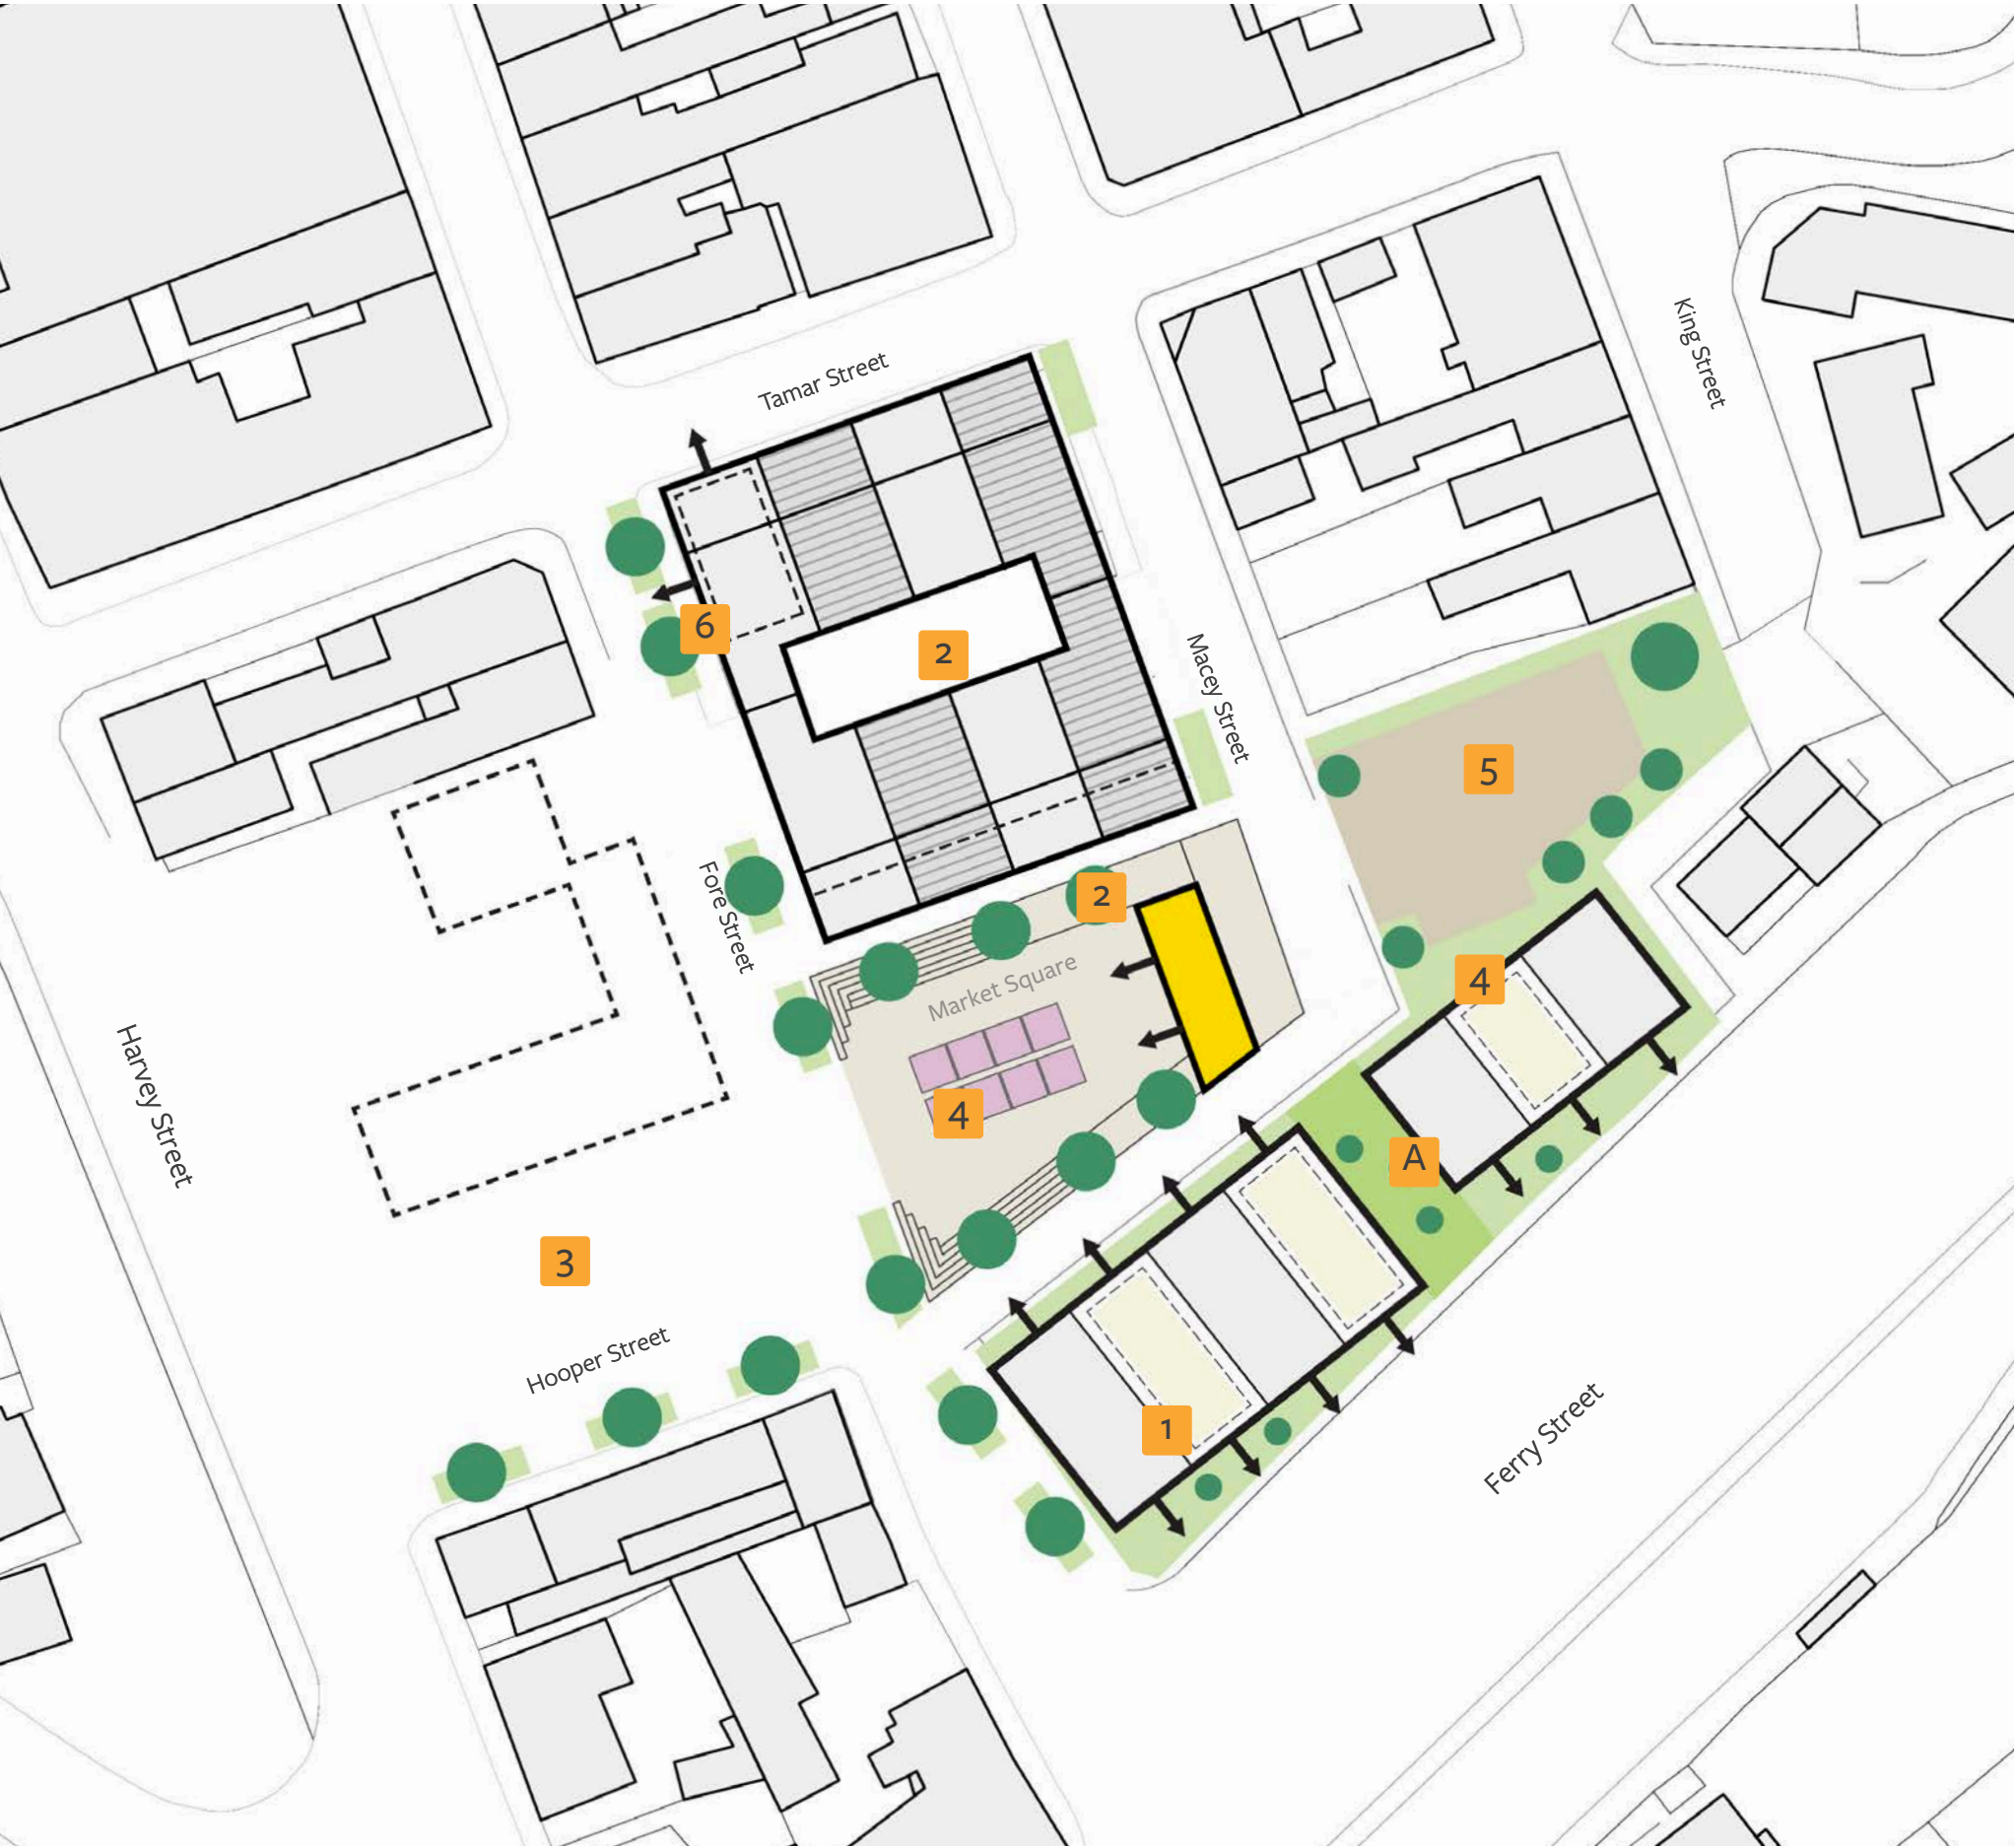 King Street
Tamar Street
6
2
Macey Street
5
Fore Street
2
Market Square
4
Harvey Street
4
A
3
Hooper Street
1
Ferry Street